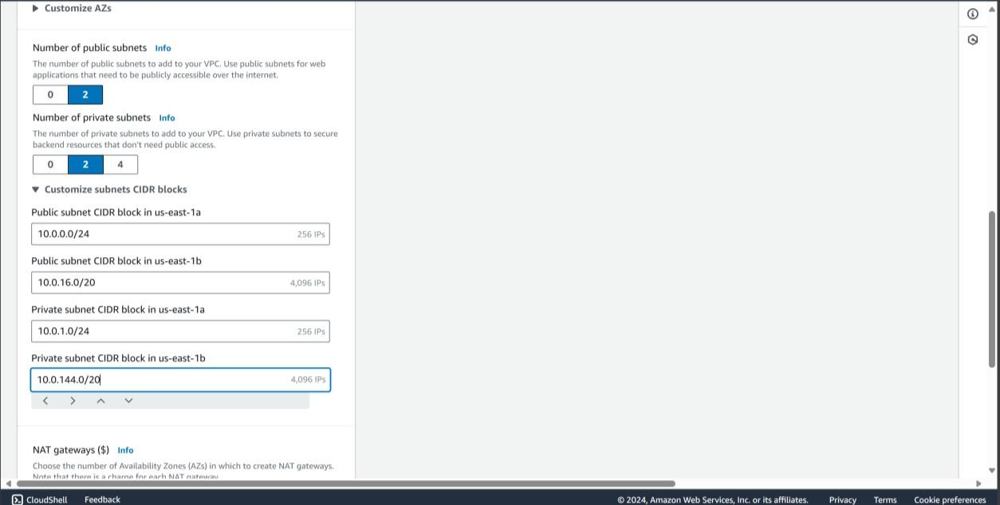 Customize AZs
Number of public subnets Info
The number of public subnets to add to your VPC. Use public subnets for web
applications that need to be publicly accessible over the internet.
0 2
Number of private subnets Info
The number of private subnets to add to your VPC. Use private subnets to secure
backend resources that don't need public access.
0 2 4
Customize subnets CIDR blocks
Public subnet CIDR block in us-east-1a
10.0.0.0/24 256 IPs
Public subnet CIDR block in us-east-1b
10.0.16.0/20 4,096 IPs
Private subnet CIDR block in us-east-1a
10.0.1.0/24 256 IPs
Private subnet CIDR block in us-east-1b
10.0.144.0/20 4,096 IPs
NAT gateways ($) Info
Choose the number of Availability Zones (AZs) in which to create NAT gateways.
Note that there is a charge for each NAT gateway
CloudShell Feedback © 2024, Amazon Web Services, Inc. or its affiliates. Privacy Terms Cookie preferences